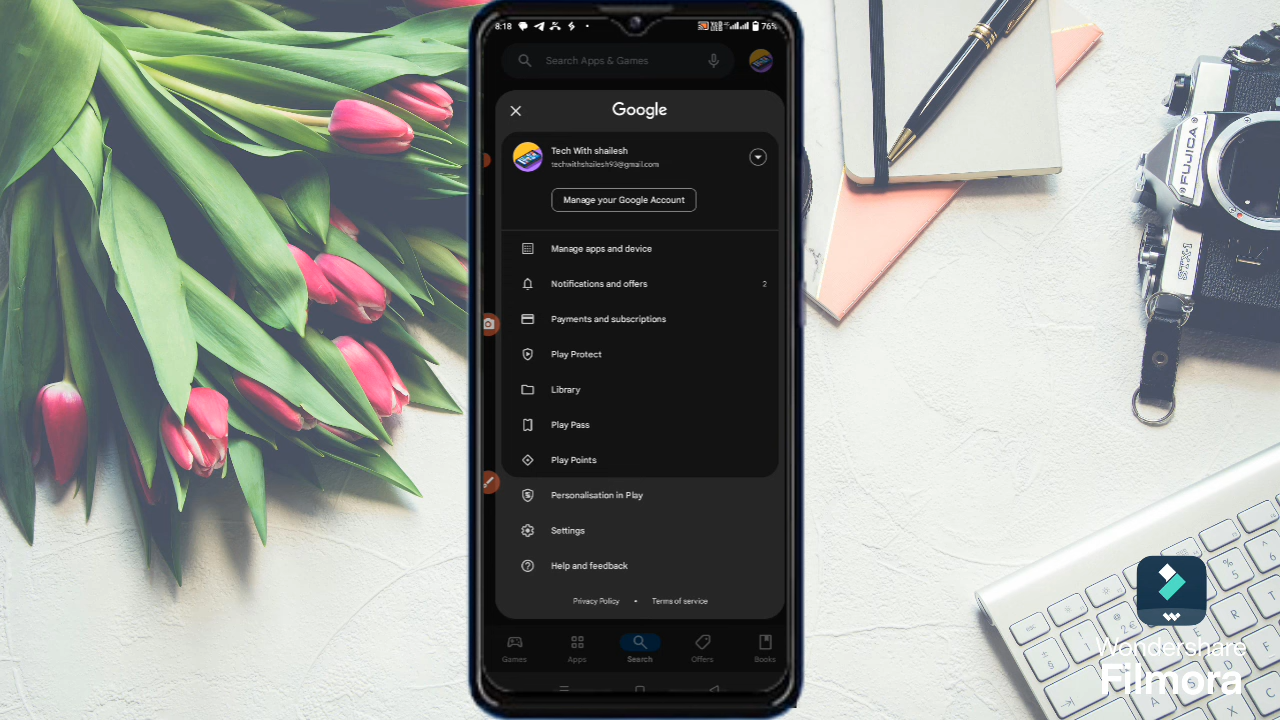 8:18
76%
Search Apps & Games
Google
Tech With shailesh
techwithshailesh93@gmail.com
Manage your Google Account
Manage apps and device
Notifications and offers 2
Payments and subscriptions
Play Protect
Library
Play Pass
Play Points
Personalisation in Play
Settings
Help and feedback
Privacy Policy • Terms of service
Games Apps Search Offers Books
FUJICA
STX-1
Wondershare
Filmora